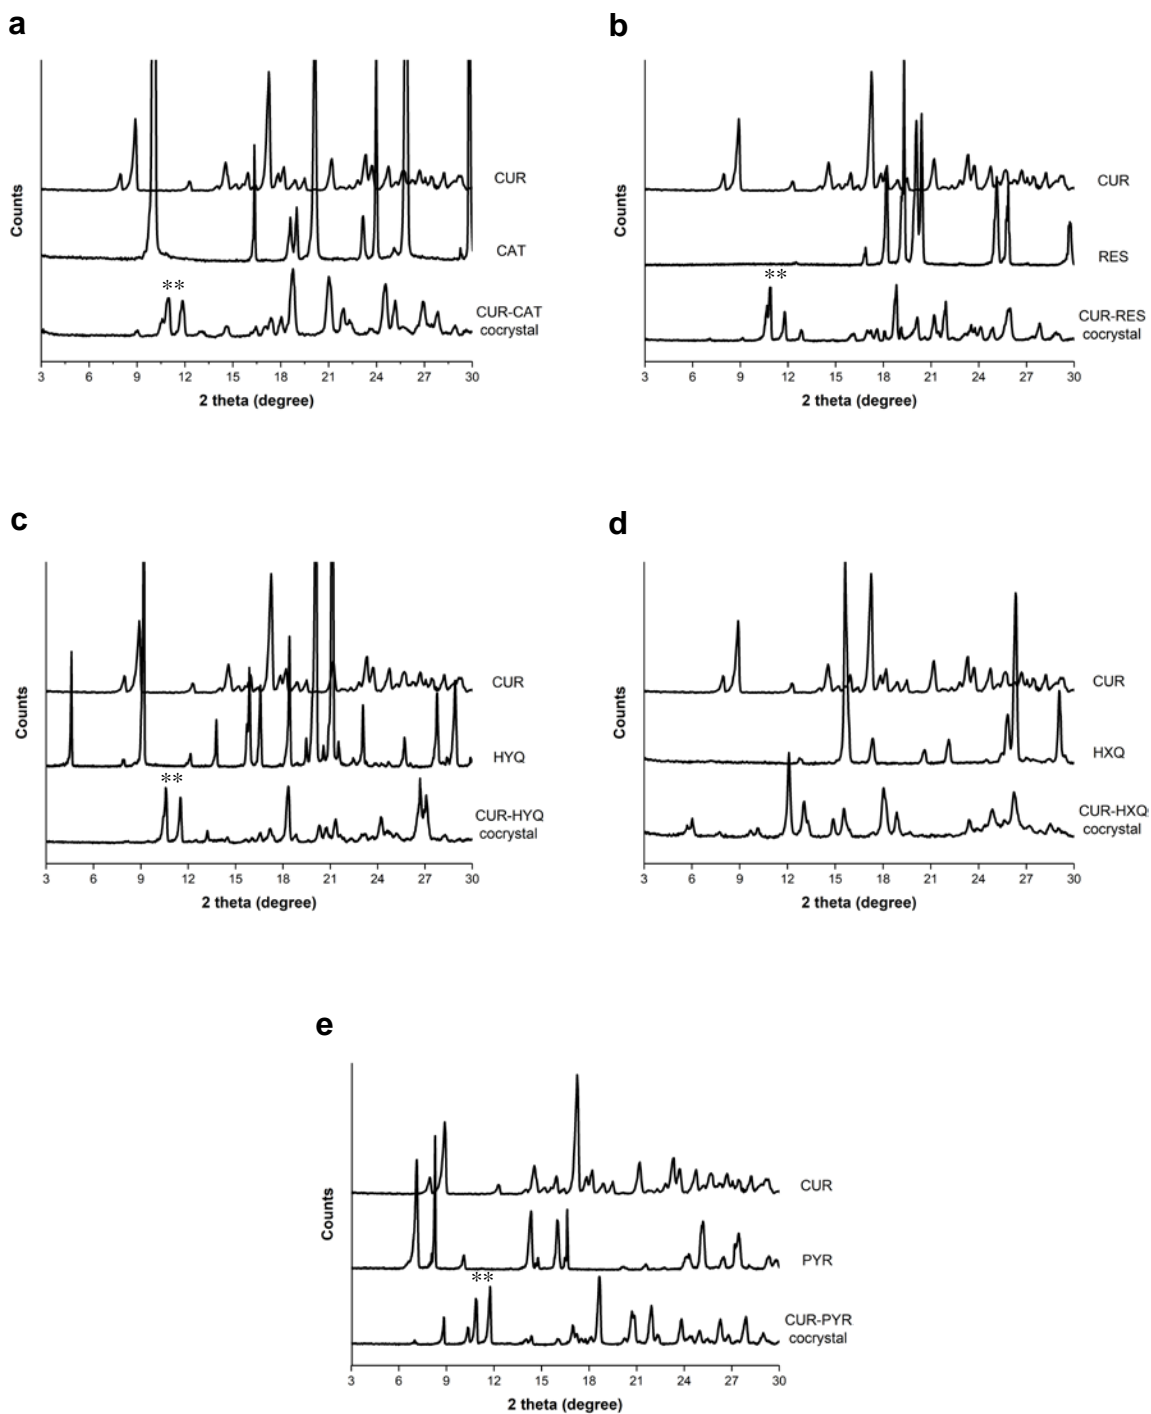 a
Counts
CUR
CAT
**
CUR-CAT
cocrystal
3 6 9 12 15 18 21 24 27 30
2 theta (degree)
b
Counts
CUR
RES
**
CUR-RES
cocrystal
3 6 9 12 15 18 21 24 27 30
2 theta (degree)
c
Counts
CUR
HYQ
**
CUR-HYQ
cocrystal
3 6 9 12 15 18 21 24 27 30
2 theta (degree)
d
Counts
CUR
HXQ
CUR-HXQ
cocrystal
3 6 9 12 15 18 21 24 27 30
2 theta (degree)
e
Counts
CUR
PYR
**
CUR-PYR
cocrystal
3 6 9 12 15 18 21 24 27 30
2 theta (degree)